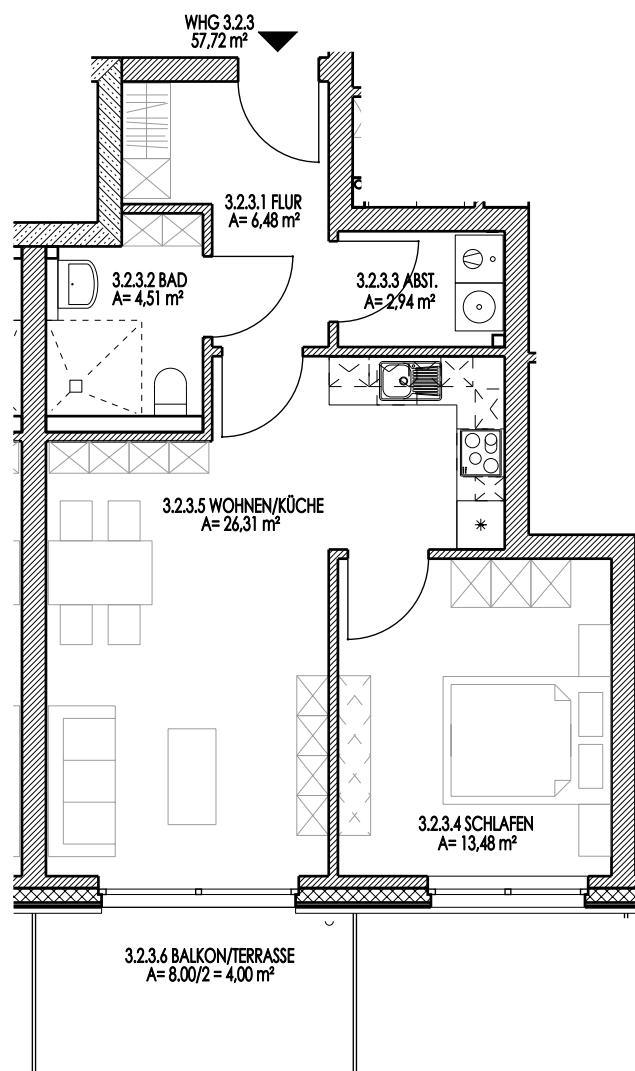 WHG 3.2.3
57,72 m²
3.2.3.1 FLUR
A= 6,48 m²
3.2.3.2 BAD
A= 4,51 m²
3.2.3.3 ABST.
A= 2,94 m²
3.2.3.5 WOHNEN/KÜCHE
A= 26,31 m²
3.2.3.4 SCHLAFEN
A= 13,48 m²
3.2.3.6 BALKON/TERRASSE
A= 8.00/2 = 4,00 m²